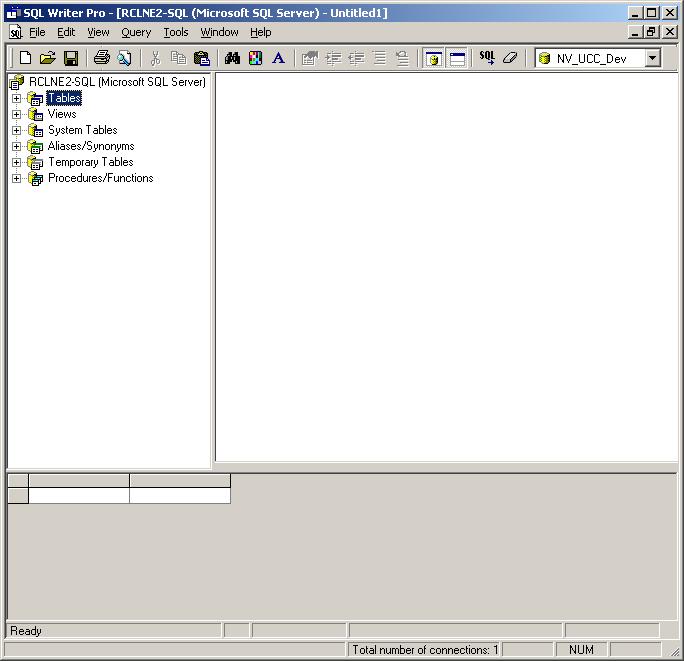 SQL Writer Pro - [RCLNE2-SQL (Microsoft SQL Server) - Untitled1]
File Edit View Query Tools Window Help
A SQL NV_UCC_Dev
RCLNE2-SQL (Microsoft SQL Server)
Tables
Views
System Tables
Aliases/Synonyms
Temporary Tables
Procedures/Functions
Ready
Total number of connections: 1 NUM